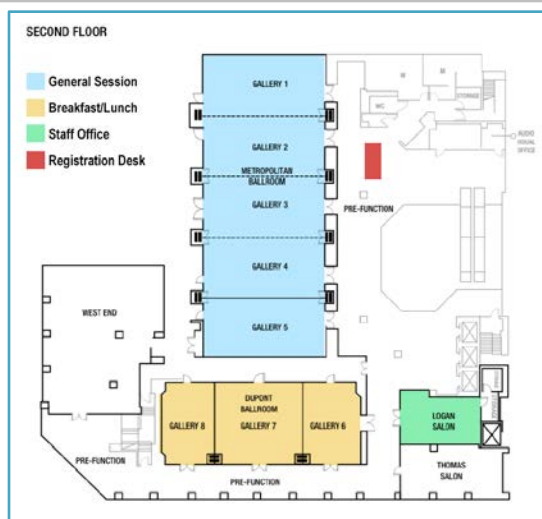 SECOND FLOOR
General Session
Breakfast/Lunch
Staff Office
Registration Desk
GALLERY 1
GALLERY 2
METROPOLITAN
BALLROOM
GALLERY 3
GALLERY 4
GALLERY 5
W
M
WC
STORAGE
AUDIO
VISUAL
OFFICE
PRE-FUNCTION
WEST END
DUPONT
BALLROOM
GALLERY 8
GALLERY 7
GALLERY 6
LOGAN
SALON
THOMAS
SALON
PRE-FUNCTION
PRE-FUNCTION